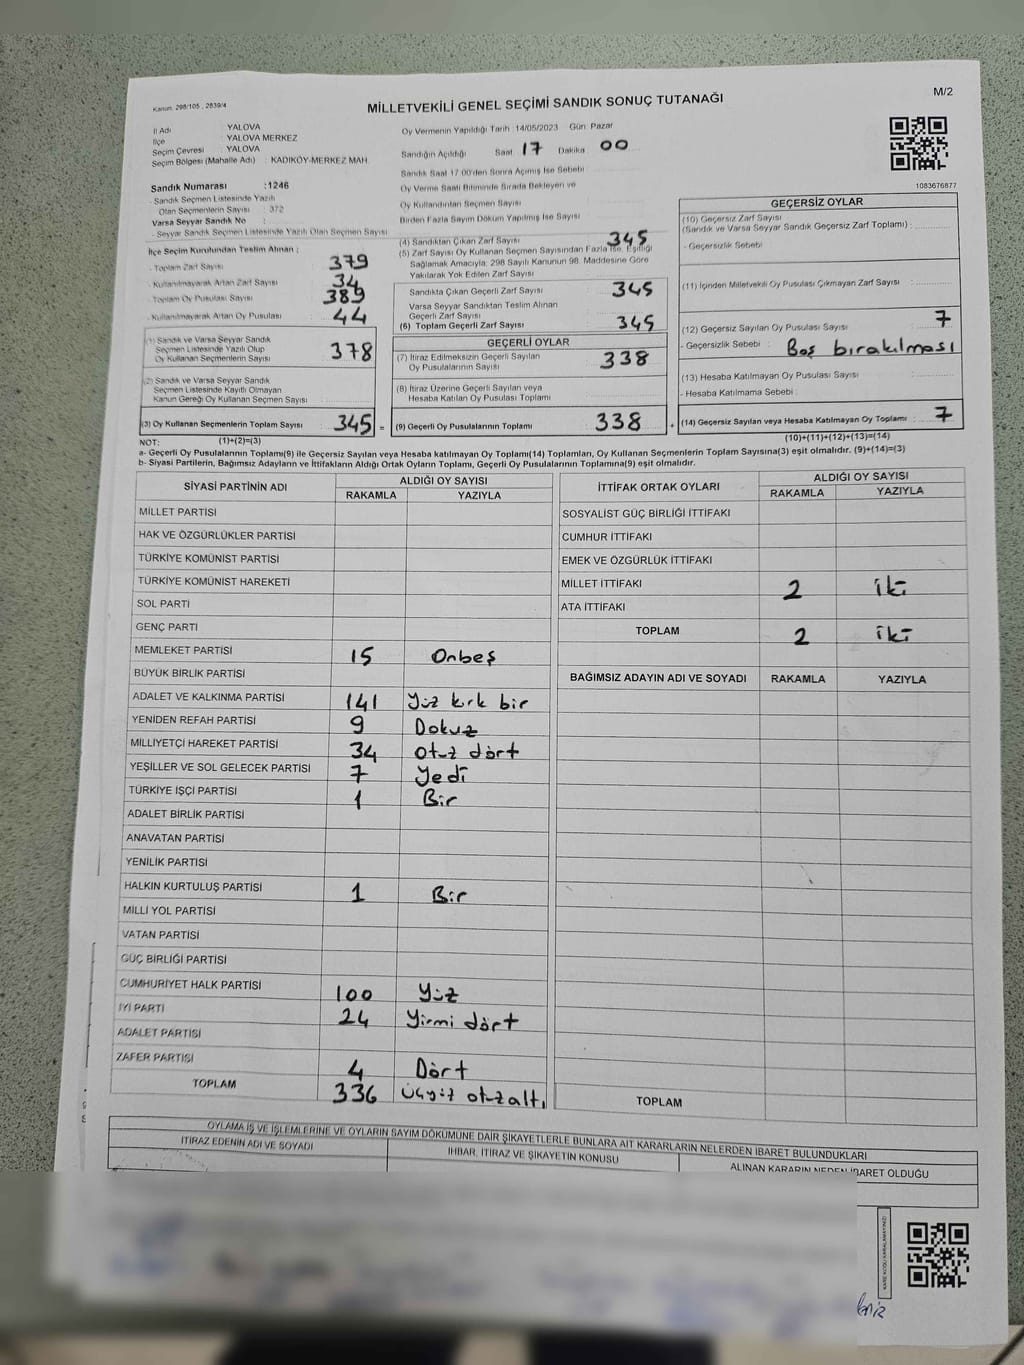 Kanun. 298/105 , 2839/4
MİLLETVEKİLİ GENEL SEÇİMİ SANDIK SONUÇ TUTANAĞI
M/2
İl Adı YALOVA
İlçe YALOVA MERKEZ
Seçim Çevresi YALOVA
Seçim Bölgesi (Mahalle Adı) : KADIKÖY-MERKEZ MAH.
Oy Vermenin Yapıldığı Tarih 14/05/2023 Gün Pazar
Sandığın Açıldığı Saat 17 Dakika 00
Sandık Saat 17.00'den Sonra Açımış İse Sebebi
Oy Verme Saati Bitiminde Sırada Bekleyen ve
Oy Kullandırılan Seçmen Sayısı
Birden Fazla Sayım Döküm Yapılmış İse Sayısı
1083676877
Sandık Numarası :1246
Sandık Seçmen Listesinde Yazılı
Olan Seçmenlerin Sayısı : 372
Varsa Seyyar Sandık No
Seyyar Sandık Seçmen Listesinde Yazılı Olan Seçmen Sayısı
İlçe Seçim Kurulundan Teslim Alınan :
- Toplam Zarf Sayısı 379
- Kullanılmayarak Artan Zarf Sayısı 34
- Toplam Oy Pusulası Sayısı 389
- Kullanılmayarak Artan Oy Pusulası 44
(1) Sandık ve Varsa Seyyar Sandık
Seçmen Listesinde Yazılı Olup
Oy Kullanan Seçmenlerin Sayısı 378
(2) Sandık ve Varsa Seyyar Sandık
Seçmen Listesinde Kayıtlı Olmayan
Kanun Gereği Oy Kullanan Seçmen Sayısı :
(3) Oy Kullanan Seçmenlerin Toplam Sayısı 345 =
(4) Sandıktan Çıkan Zarf Sayısı 345
(5) Zarf Sayısı Oy Kullanan Seçmen Sayısından Fazla İse, Eşitliği
Sağlamak Amacıyla; 298 Sayılı Kanunun 98. Maddesine Göre
Yakılarak Yok Edilen Zarf Sayısı
Sandıkta Çıkan Geçerli Zarf Sayısı 345
Varsa Seyyar Sandıktan Teslim Alınan
Geçerli Zarf Sayısı
(6) Toplam Geçerli Zarf Sayısı 345
GEÇERLİ OYLAR
(7) İtiraz Edilmeksizin Geçerli Sayılan
Oy Pusulalarının Sayısı 338
(8) İtiraz Üzerine Geçerli Sayılan veya
Hesaba Katılan Oy Pusulası Toplamı
(9) Geçerli Oy Pusulalarının Toplamı 338 +
GEÇERSİZ OYLAR
(10) Geçersiz Zarf Sayısı
(Sandık ve Varsa Seyyar Sandık Geçersiz Zarf Toplamı) :
- Geçersizlik Sebebi
(11) İçinden Milletvekili Oy Pusulası Çıkmayan Zarf Sayısı :
(12) Geçersiz Sayılan Oy Pusulası Sayısı 7
- Geçersizlik Sebebi : Boş bırakılması
(13) Hesaba Katılmayan Oy Pusulası Sayısı :
- Hesaba Katılmama Sebebi :
(14) Geçersiz Sayılan veya Hesaba Katılmayan Oy Toplamı : 7
NOT: (1)+(2)=(3) (10)+(11)+(12)+(13)=(14)
a- Geçerli Oy Pusulalarının Toplamı(9) ile Geçersiz Sayılan veya Hesaba katılmayan Oy Toplamı(14) Toplamları, Oy Kullanan Seçmenlerin Toplam Sayısına(3) eşit olmalıdır. (9)+(14)=(3)
b- Siyasi Partilerin, Bağımsız Adayların ve İttifakların Aldığı Ortak Oyların Toplamı, Geçerli Oy Pusulalarının Toplamına(9) eşit olmalıdır.
SİYASİ PARTİNİN ADI ALDIĞI OY SAYISI
RAKAMLA YAZIYLA
MİLLET PARTİSİ
HAK VE ÖZGÜRLÜKLER PARTİSİ
TÜRKİYE KOMÜNİST PARTİSİ
TÜRKİYE KOMÜNİST HAREKETİ
SOL PARTİ
GENÇ PARTİ
MEMLEKET PARTİSİ 15 Onbeş
BÜYÜK BİRLİK PARTİSİ
ADALET VE KALKINMA PARTİSİ 141 Yüz kırk bir
YENİDEN REFAH PARTİSİ 9 Dokuz
MİLLİYETÇİ HAREKET PARTİSİ 34 otuz dört
YEŞİLLER VE SOL GELECEK PARTİSİ 7 Yedi
TÜRKİYE İŞÇİ PARTİSİ 1 Bir
ADALET BİRLİK PARTİSİ
ANAVATAN PARTİSİ
YENİLİK PARTİSİ
HALKIN KURTULUŞ PARTİSİ 1 Bir
MİLLİ YOL PARTİSİ
VATAN PARTİSİ
GÜÇ BİRLİĞİ PARTİSİ
CUMHURİYET HALK PARTİSİ 100 Yüz
İYİ PARTİ 24 Yirmi dört
ADALET PARTİSİ
ZAFER PARTİSİ 4 Dört
TOPLAM 336 üçyüz otuzaltı
İTTİFAK ORTAK OYLARI ALDIĞI OY SAYISI
RAKAMLA YAZIYLA
SOSYALİST GÜÇ BİRLİĞİ İTTİFAKI
CUMHUR İTTİFAKI
EMEK VE ÖZGÜRLÜK İTTİFAKI
MİLLET İTTİFAKI 2 iki
ATA İTTİFAKI
TOPLAM 2 iki
BAĞIMSIZ ADAYIN ADI VE SOYADI RAKAMLA YAZIYLA
TOPLAM
OYLAMA İŞ VE İŞLEMLERİNE VE OYLARIN SAYIM DÖKÜMÜNE DAİR ŞİKAYETLERLE BUNLARA AİT KARARLARIN NELERDEN İBARET BULUNDUKLARI
İTİRAZ EDENİN ADI VE SOYADI İHBAR, İTİRAZ VE ŞİKAYETİN KONUSU ALINAN KARARIN NEDEN İBARET OLDUĞU
KARE KODU KARALAMAYINIZ!